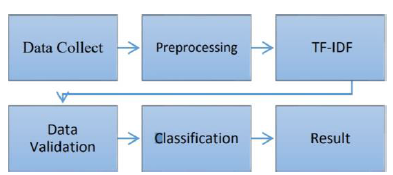 Data Collect
Preprocessing
TF-IDF
Data
Validation
Classification
Result